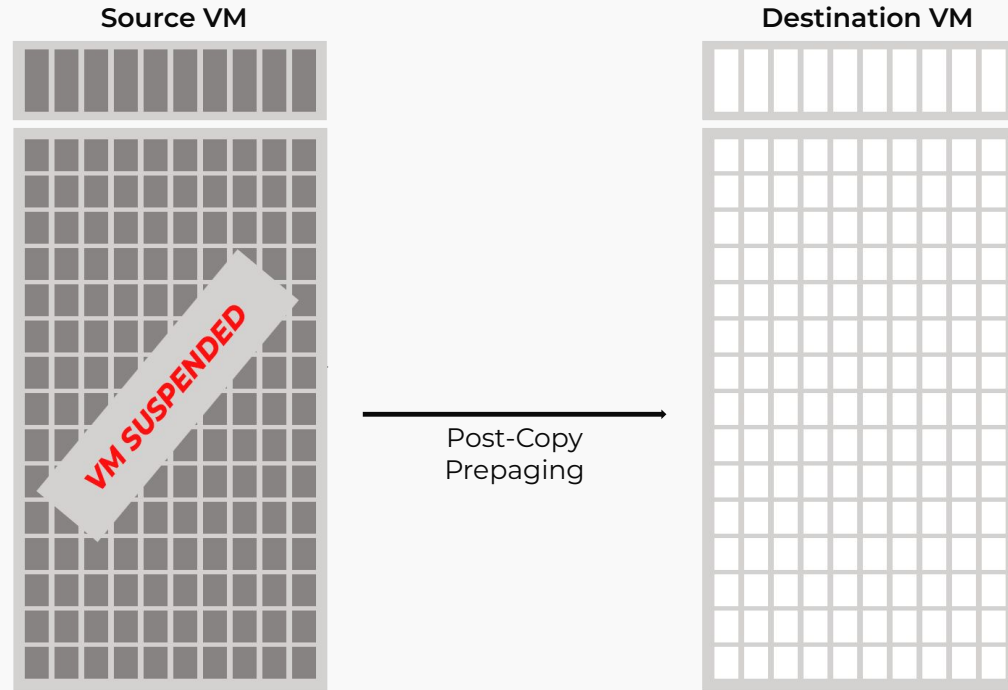 Source VM
Destination VM
VM SUSPENDED
Post-Copy
Prepaging